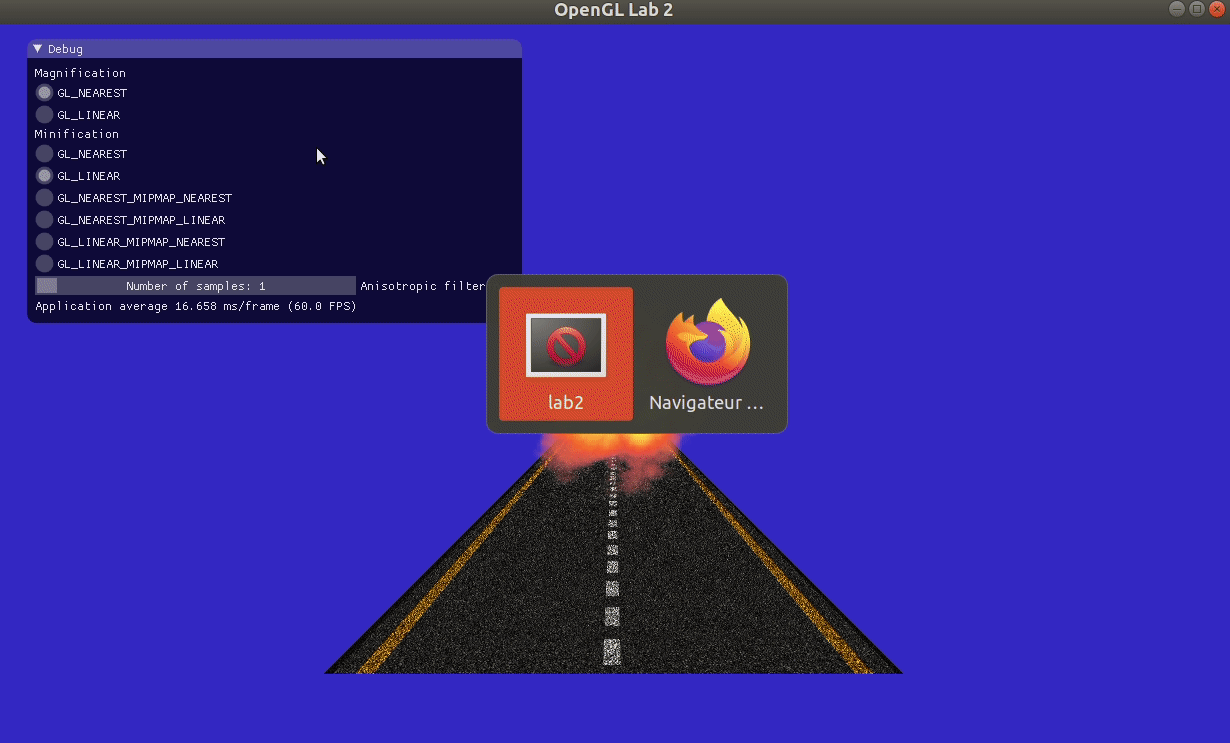 OpenGL Lab 2
Debug
Magnification
GL_NEAREST
GL_LINEAR
Minification
GL_NEAREST
GL_LINEAR
GL_NEAREST_MIPMAP_NEAREST
GL_NEAREST_MIPMAP_LINEAR
GL_LINEAR_MIPMAP_NEAREST
GL_LINEAR_MIPMAP_LINEAR
Number of samples: 1 Anisotropic filter
Application average 16.658 ms/frame (60.0 FPS)
lab2
Navigateur ...